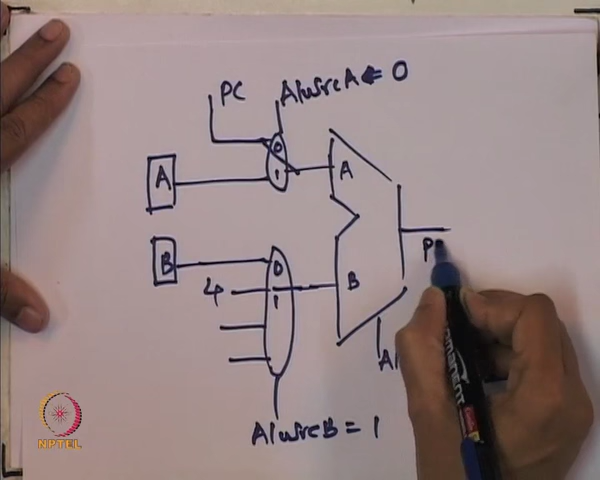 PC AlusrcA ← 0
0
A 1 A
B 0
4 1 B
P
Al
AlusrcB = 1
NPTEL